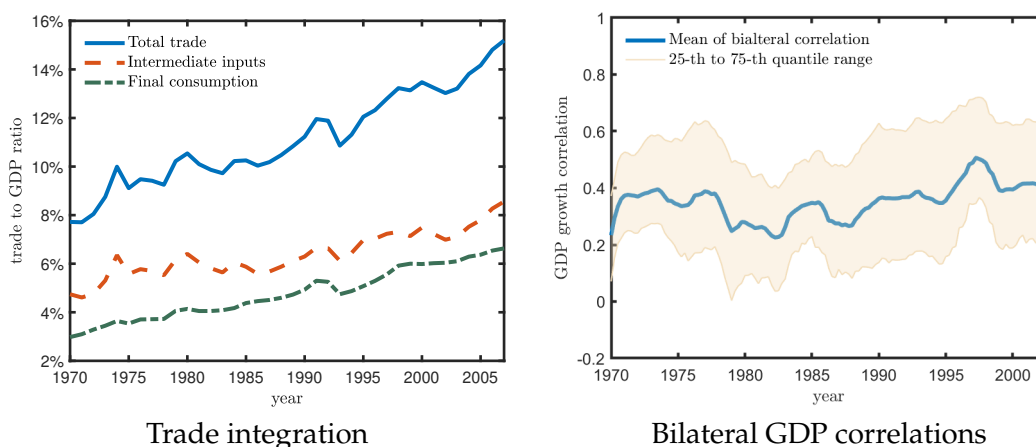 16%
14%
12%
10%
8%
6%
4%
2%
trade to GDP ratio
Total trade
Intermediate inputs
Final consumption
1970 1975 1980 1985 1990 1995 2000 2005
year
Trade integration
1
0.8
0.6
0.4
0.2
0
-0.2
GDP growth correlation
Mean of bialteral correlation
25-th to 75-th quantile range
1970 1975 1980 1985 1990 1995 2000
year
Bilateral GDP correlations